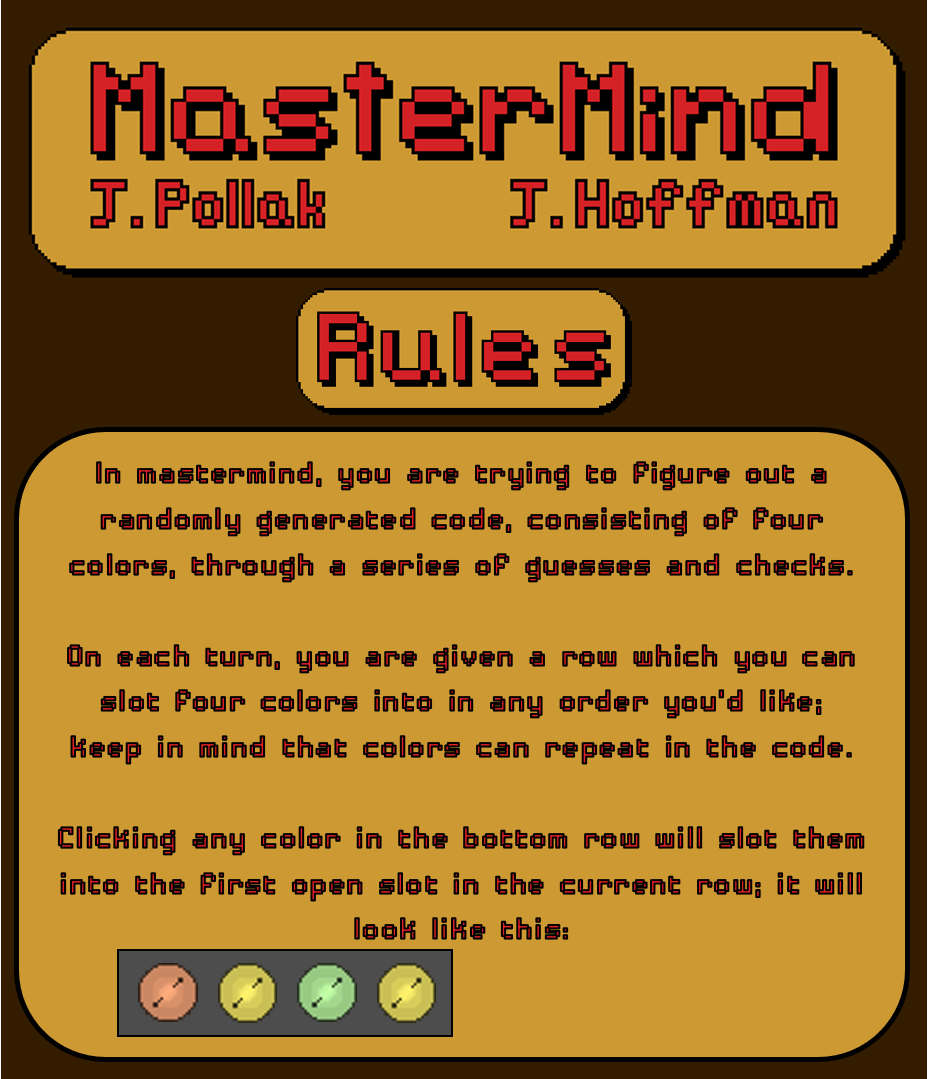 MasterMind
J.Pollak J.Hoffman
Rules
In mastermind, you are trying to figure out a
randomly generated code, consisting of four
colors, through a series of guesses and checks.
On each turn, you are given a row which you can
slot four colors into in any order you'd like;
keep in mind that colors can repeat in the code.
Clicking any color in the bottom row will slot them
into the first open slot in the current row; it will
look like this: